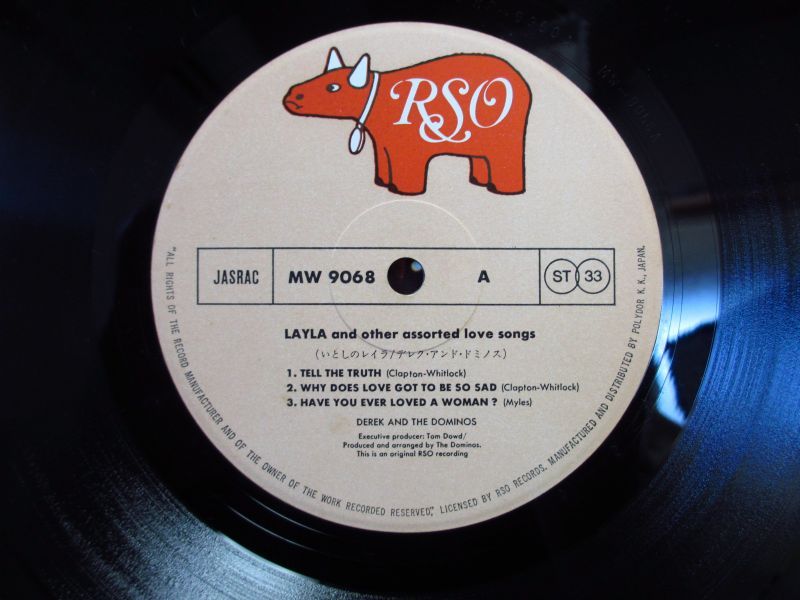 RSO
JASRAC MW 9068 A ST 33
LAYLA and other assorted love songs
(いとしのレイラ/デレク・アンド・ドミノス)
1. TELL THE TRUTH (Clapton-Whitlock)
2. WHY DOES LOVE GOT TO BE SO SAD (Clapton-Whitlock)
3. HAVE YOU EVER LOVED A WOMAN ? (Myles)
DEREK AND THE DOMINOS
Executive producer: Tom Dowd/
Produced and arranged by The Dominos.
This is an original RSO recording
"ALL RIGHTS OF THE RECORD MANUFACTURER AND OF THE OWNER OF THE WORK RECORDED RESERVED". LICENSED BY RSO RECORDS. MANUFACTURED AND DISTRIBUTED BY POLYDOR K. K., JAPAN.